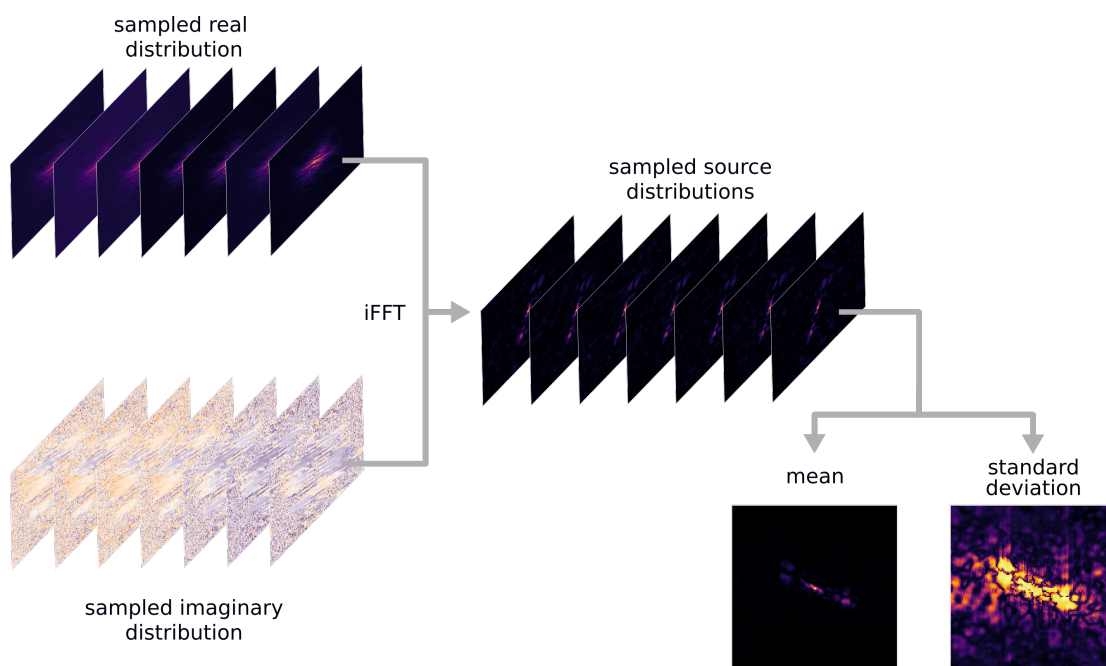 sampled real
distribution
sampled source
distributions
iFFT
mean
standard
deviation
sampled imaginary
distribution